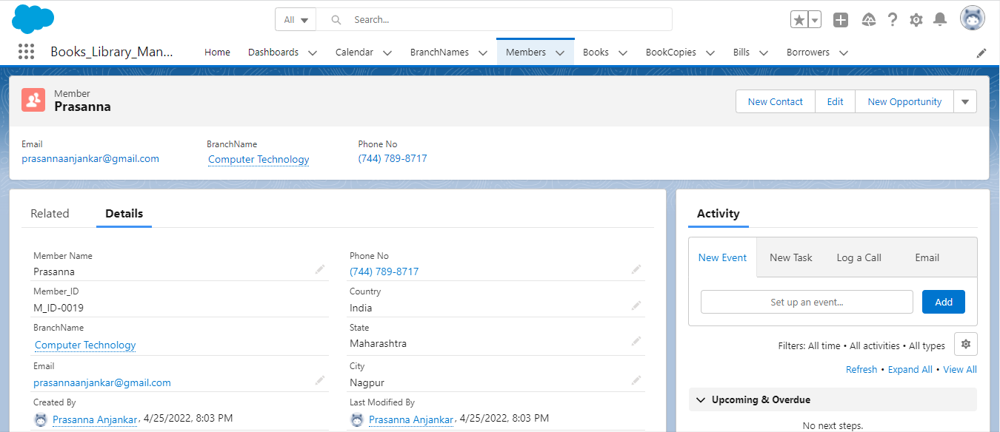 All
Search...
Books_Library_Man...
Home
Dashboards
Calendar
BranchNames
Members
Books
BookCopies
Bills
Borrowers
Member
Prasanna
New Contact
Edit
New Opportunity
Email
BranchName
Phone No
prasannaanjankar@gmail.com
Computer Technology
(744) 789-8717
Related
Details
Member Name
Prasanna
Phone No
(744) 789-8717
Member_ID
M_ID-0019
Country
India
BranchName
Computer Technology
State
Maharashtra
Email
prasannaanjankar@gmail.com
City
Nagpur
Created By
Prasanna Anjankar, 4/25/2022, 8:03 PM
Last Modified By
Prasanna Anjankar, 4/25/2022, 8:03 PM
Activity
New Event
New Task
Log a Call
Email
Set up an event...
Add
Filters: All time • All activities • All types
Refresh • Expand All • View All
Upcoming & Overdue
No next steps.